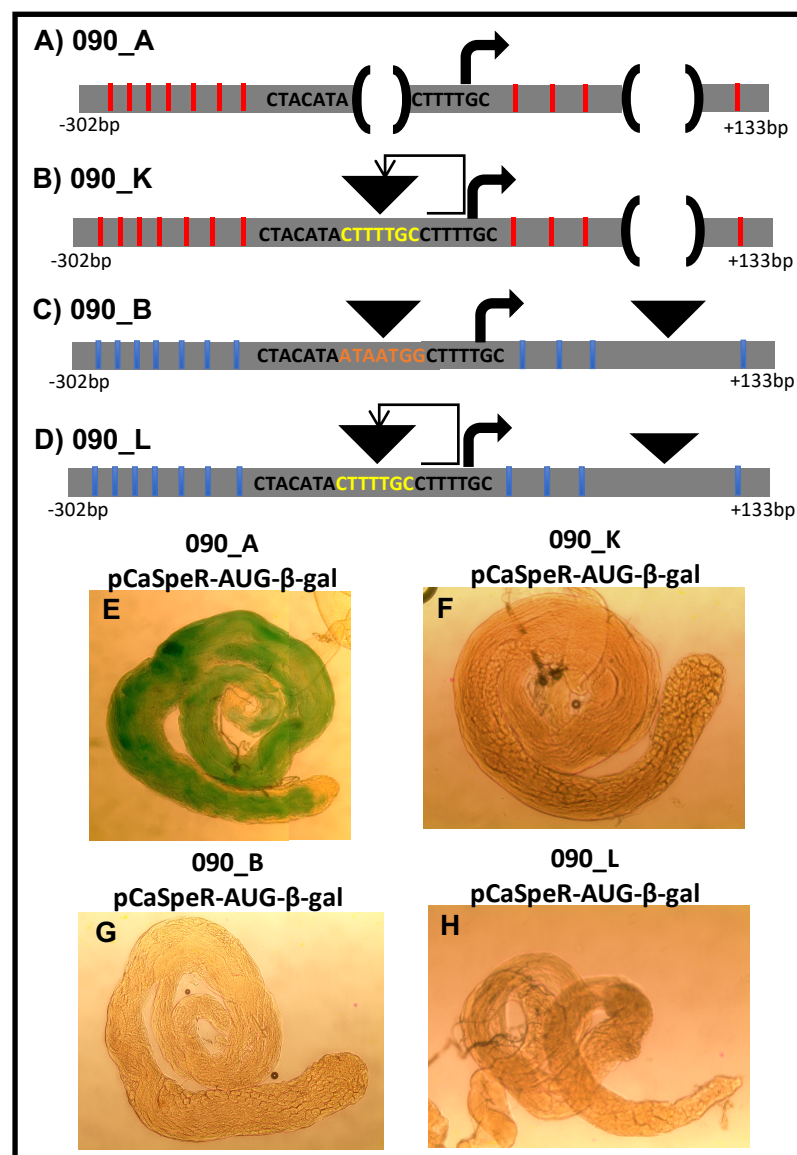 A) 090_A
CTACATA CTTTTGC
-302bp +133bp
B) 090_K
CTACATACTTTTGCCTTTTGC
-302bp +133bp
C) 090_B
CTACATAATAATGGCTTTTGC
-302bp +133bp
D) 090_L
CTACATACTTTTGCCTTTTGC
-302bp +133bp
090_A
pCaSpeR-AUG-β-gal
E
090_K
pCaSpeR-AUG-β-gal
F
090_B
pCaSpeR-AUG-β-gal
G
090_L
pCaSpeR-AUG-β-gal
H